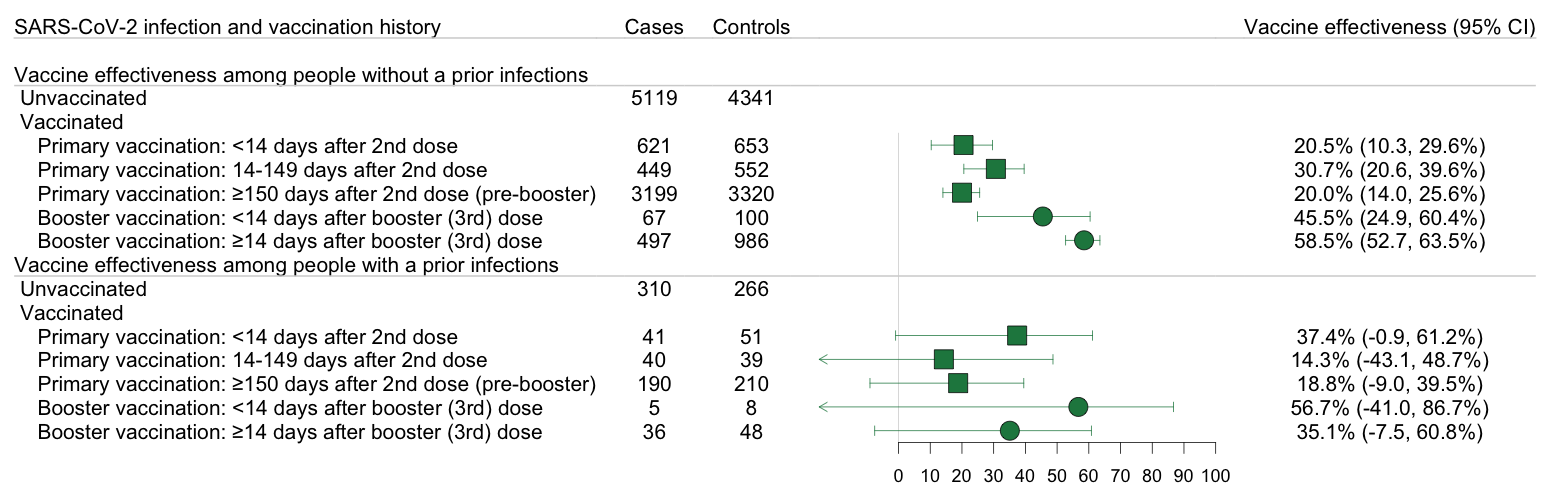 SARS-CoV-2 infection and vaccination history Cases Controls Vaccine effectiveness (95% CI)
Vaccine effectiveness among people without a prior infections
Unvaccinated 5119 4341
Vaccinated
Primary vaccination: <14 days after 2nd dose 621 653 20.5% (10.3, 29.6%)
Primary vaccination: 14-149 days after 2nd dose 449 552 30.7% (20.6, 39.6%)
Primary vaccination: ≥150 days after 2nd dose (pre-booster) 3199 3320 20.0% (14.0, 25.6%)
Booster vaccination: <14 days after booster (3rd) dose 67 100 45.5% (24.9, 60.4%)
Booster vaccination: ≥14 days after booster (3rd) dose 497 986 58.5% (52.7, 63.5%)
Vaccine effectiveness among people with a prior infections
Unvaccinated 310 266
Vaccinated
Primary vaccination: <14 days after 2nd dose 41 51 37.4% (-0.9, 61.2%)
Primary vaccination: 14-149 days after 2nd dose 40 39 14.3% (-43.1, 48.7%)
Primary vaccination: ≥150 days after 2nd dose (pre-booster) 190 210 18.8% (-9.0, 39.5%)
Booster vaccination: <14 days after booster (3rd) dose 5 8 56.7% (-41.0, 86.7%)
Booster vaccination: ≥14 days after booster (3rd) dose 36 48 35.1% (-7.5, 60.8%)
0 10 20 30 40 50 60 70 80 90 100